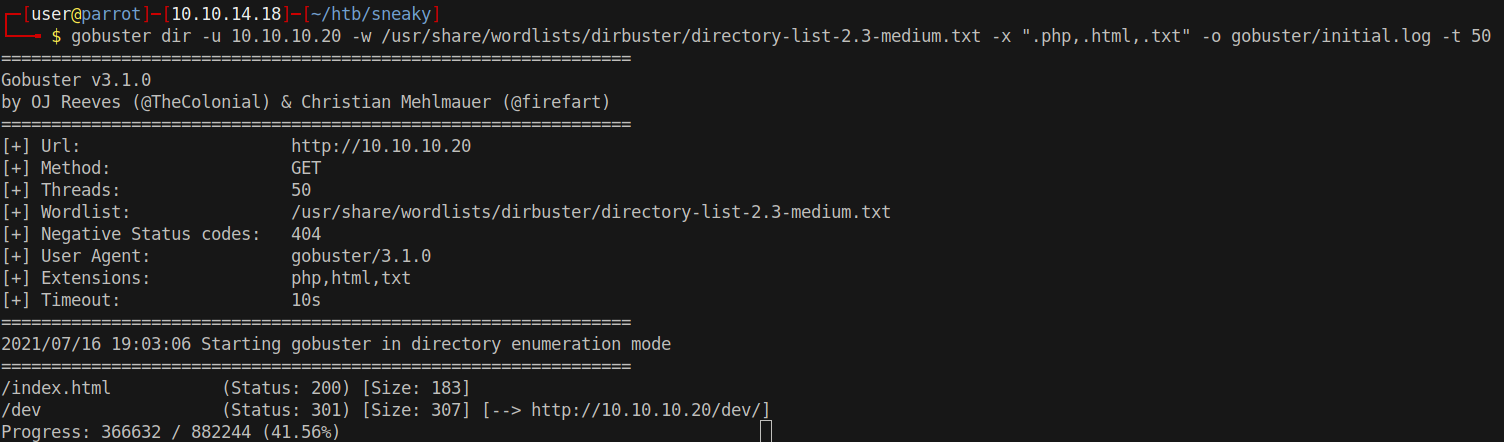 ┌─[user@parrot]─[10.10.14.18]─[~/htb/sneaky]
└──╼ $ gobuster dir -u 10.10.10.20 -w /usr/share/wordlists/dirbuster/directory-list-2.3-medium.txt -x ".php,.html,.txt" -o gobuster/initial.log -t 50
===============================================================
Gobuster v3.1.0
by OJ Reeves (@TheColonial) & Christian Mehlmauer (@firefart)
===============================================================
[+] Url:                     http://10.10.10.20
[+] Method:                  GET
[+] Threads:                 50
[+] Wordlist:                /usr/share/wordlists/dirbuster/directory-list-2.3-medium.txt
[+] Negative Status codes:   404
[+] User Agent:              gobuster/3.1.0
[+] Extensions:              php,html,txt
[+] Timeout:                 10s
===============================================================
2021/07/16 19:03:06 Starting gobuster in directory enumeration mode
===============================================================
/index.html           (Status: 200) [Size: 183]
/dev                  (Status: 301) [Size: 307] [--> http://10.10.10.20/dev/]
Progress: 366632 / 882244 (41.56%)